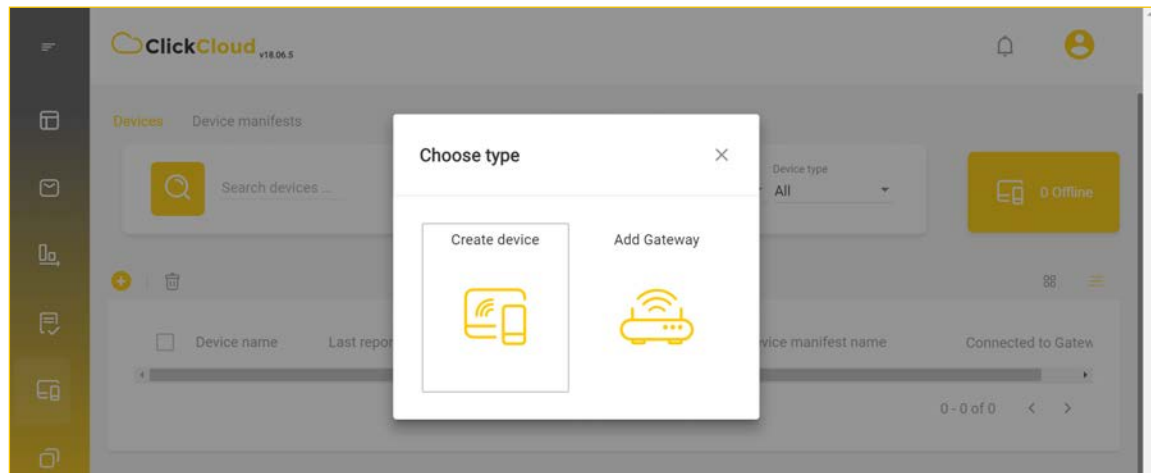 ClickCloud v18.06.5
Devices Device manifests
Choose type
Search devices ...
Device type
All
0 Offline
Create device
Add Gateway
Device name Last repor vice manifest name Connected to Gatew
0 - 0 of 0